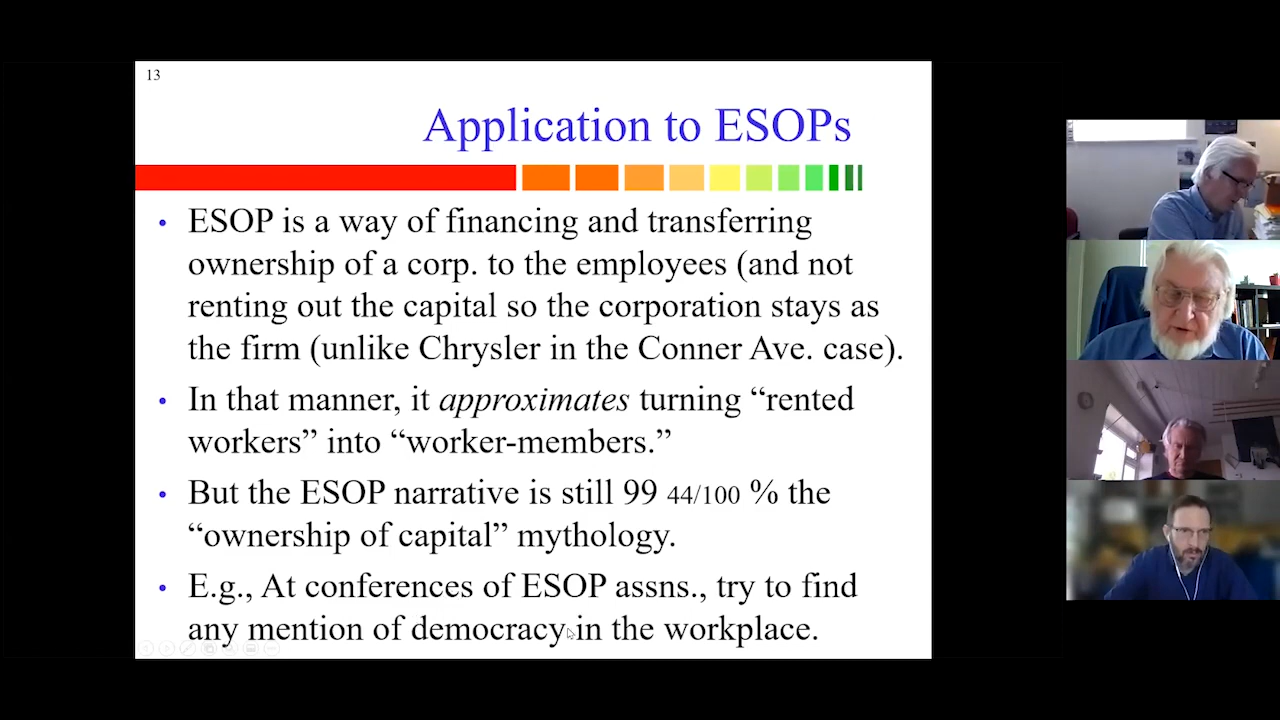 13
Application to ESOPs
• ESOP is a way of financing and transferring
ownership of a corp. to the employees (and not
renting out the capital so the corporation stays as
the firm (unlike Chrysler in the Conner Ave. case).
• In that manner, it approximates turning “rented
workers” into “worker-members.”
• But the ESOP narrative is still 99 44/100 % the
“ownership of capital” mythology.
• E.g., At conferences of ESOP assns., try to find
any mention of democracy in the workplace.